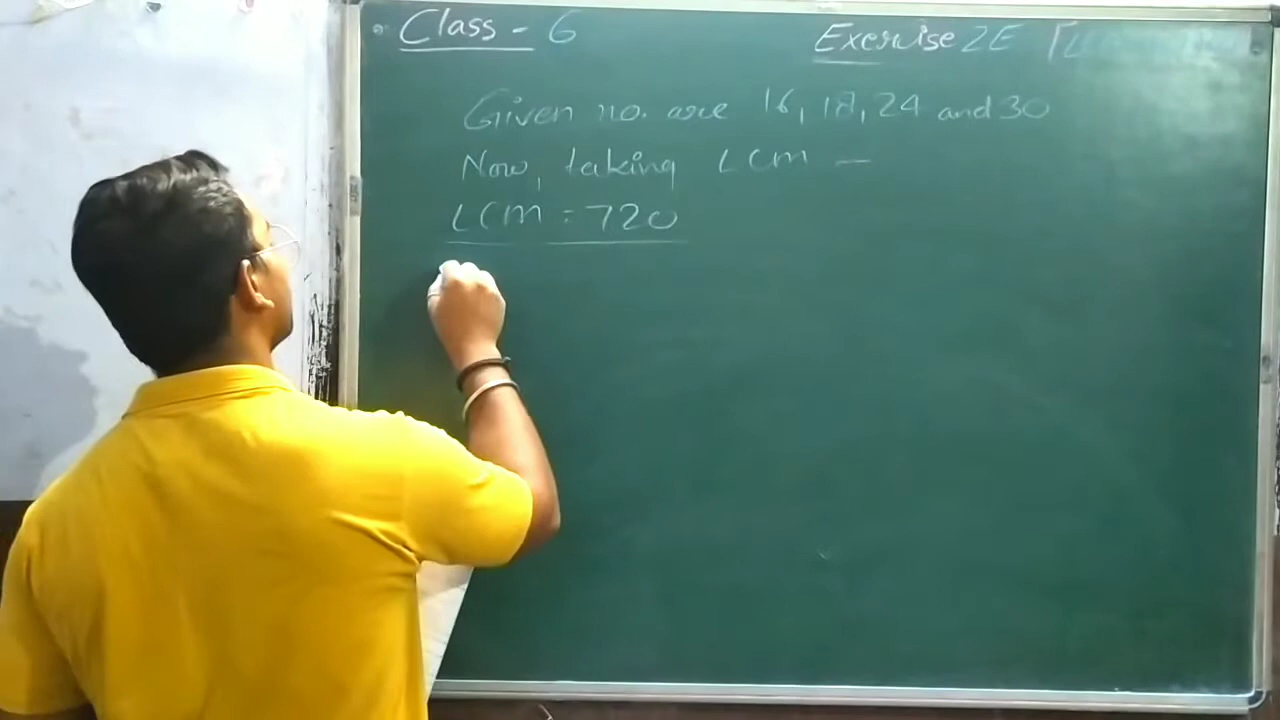 Class - 6
Exercise 2E
Given no. are 16, 18, 24 and 30
Now, taking LCM —
LCM = 720